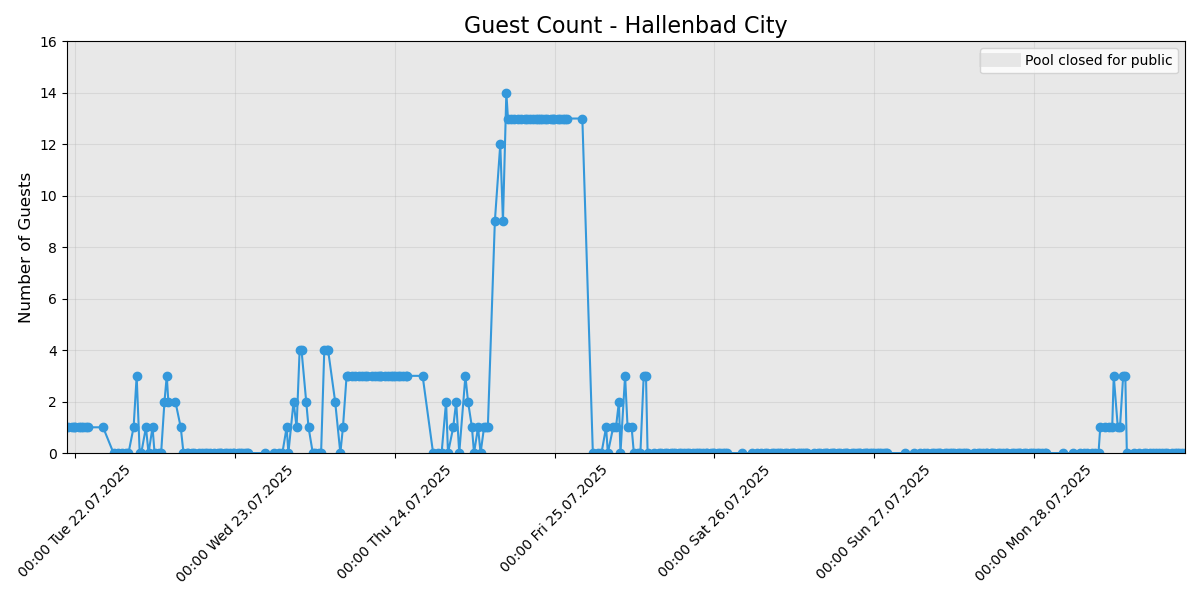 Guest Count - Hallenbad City
Pool closed for public
Number of Guests
16
14
12
10
8
6
4
2
0
00:00 Tue 22.07.2025
00:00 Wed 23.07.2025
00:00 Thu 24.07.2025
00:00 Fri 25.07.2025
00:00 Sat 26.07.2025
00:00 Sun 27.07.2025
00:00 Mon 28.07.2025